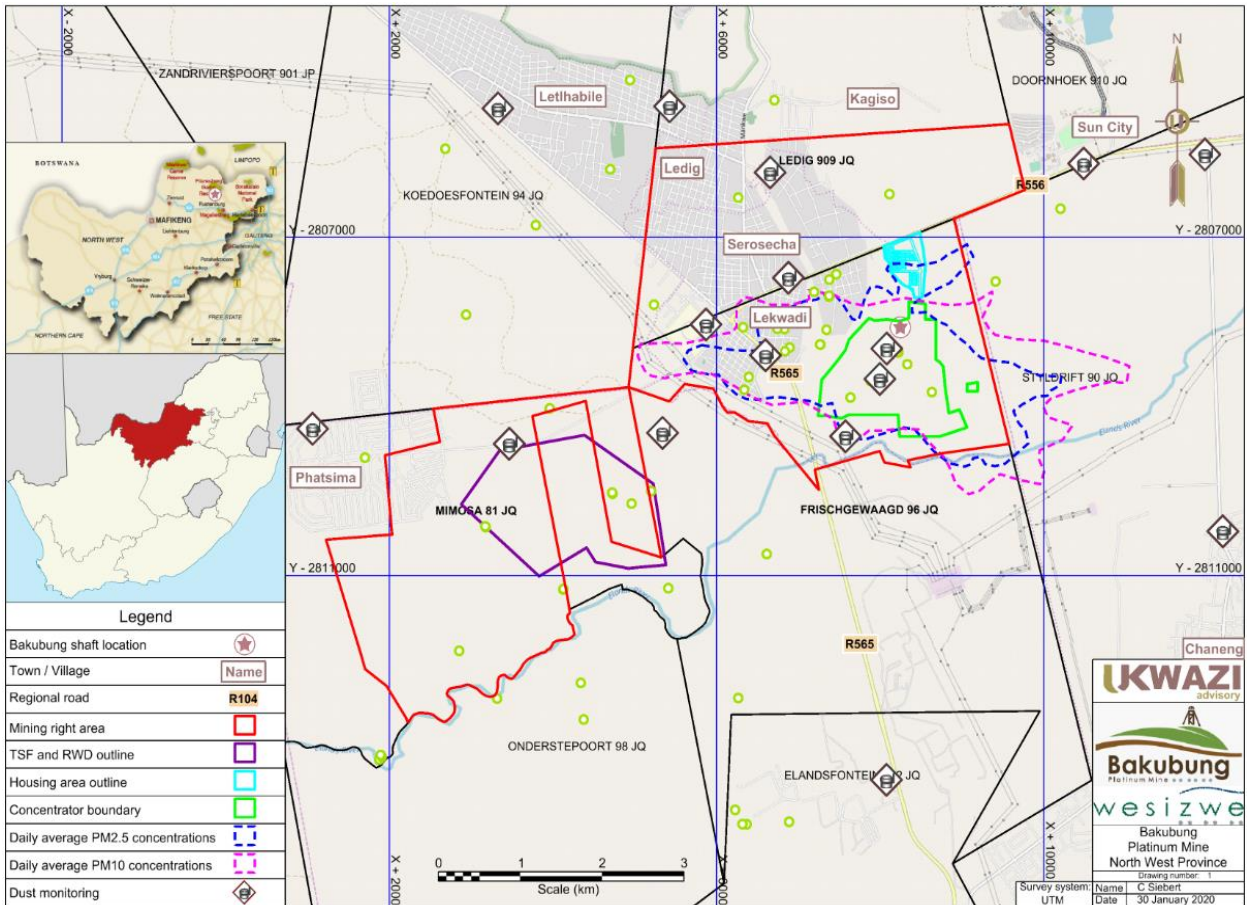 X - 2000
X + 2000
X + 6000
X + 10000
ZANDRIVIERSPOORT 901 JP
Letlhabile
Kagiso
DOORNHOEK 910 JQ
N
Sun City
Ledig
LEDIG 909 JQ
KOEDOESFONTEIN 94 JQ
R556
Y - 2807000
Serosecha
Lekwadi
R565
STYLDRIFT 90 JQ
Elands River
Phatsima
MIMOSA 81 JQ
FRISCHGEWAAGD 96 JQ
Y - 2811000
R565
Chaneng
ONDERSTEPOORT 98 JQ
X + 2000
X + 10000
0 1 2 3
Scale (km)
BOTSWANA
LIMPOPO
MAFIKENG
NORTH WEST
GAUTENG
Vryburg
FREE STATE
NORTHERN CAPE
Legend
Bakubung shaft location
Town / Village
Name
Regional road
R104
Mining right area
TSF and RWD outline
Housing area outline
Concentrator boundary
Daily average PM2.5 concentrations
Daily average PM10 concentrations
Dust monitoring
UKWAZI
advisory
Bakubung
Platinum Mine
wesizwe
Bakubung
Platinum Mine
North West Province
Drawing number: 1
Survey system:
UTM
Name
C Siebert
Date
30 January 2020